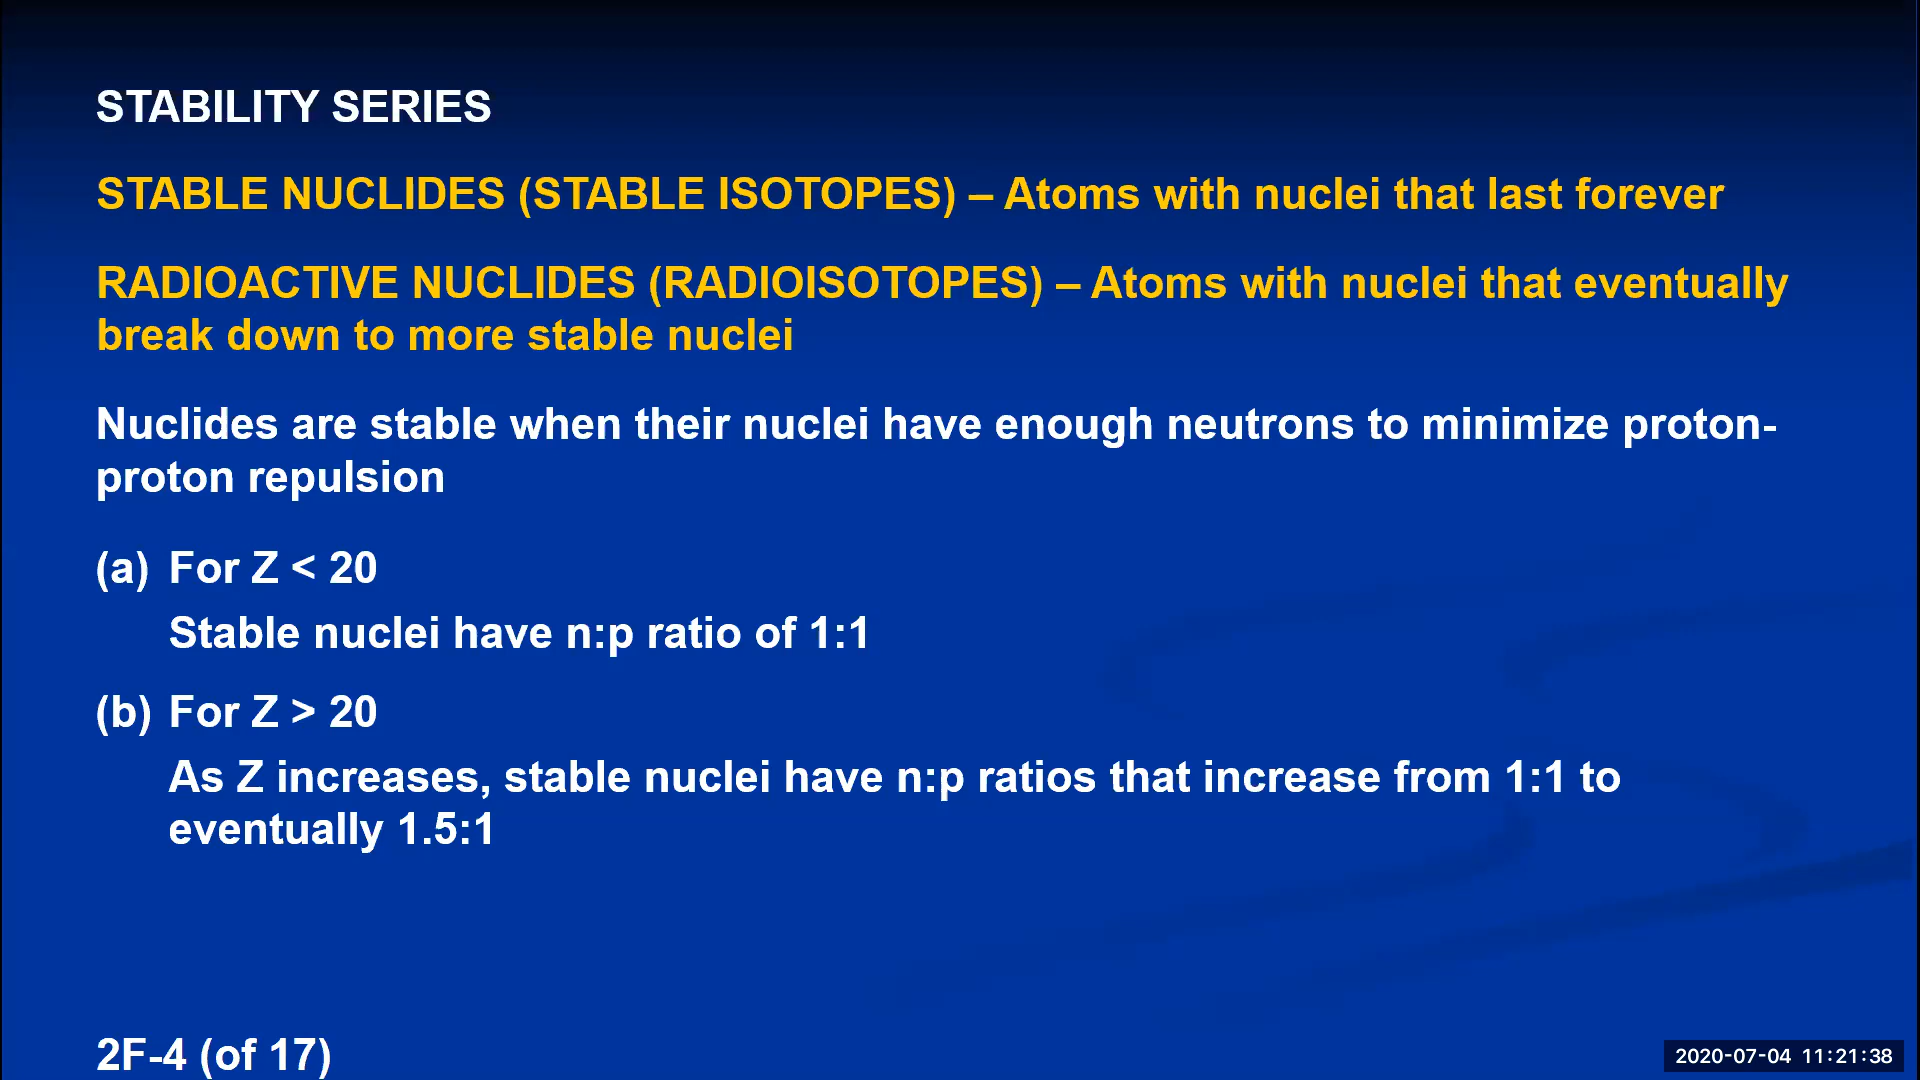 STABILITY SERIES
STABLE NUCLIDES (STABLE ISOTOPES) – Atoms with nuclei that last forever
RADIOACTIVE NUCLIDES (RADIOISOTOPES) – Atoms with nuclei that eventually
break down to more stable nuclei
Nuclides are stable when their nuclei have enough neutrons to minimize proton-
proton repulsion
(a) For Z < 20
Stable nuclei have n:p ratio of 1:1
(b) For Z > 20
As Z increases, stable nuclei have n:p ratios that increase from 1:1 to
eventually 1.5:1
2F-4 (of 17)
2020-07-04 11:21:38